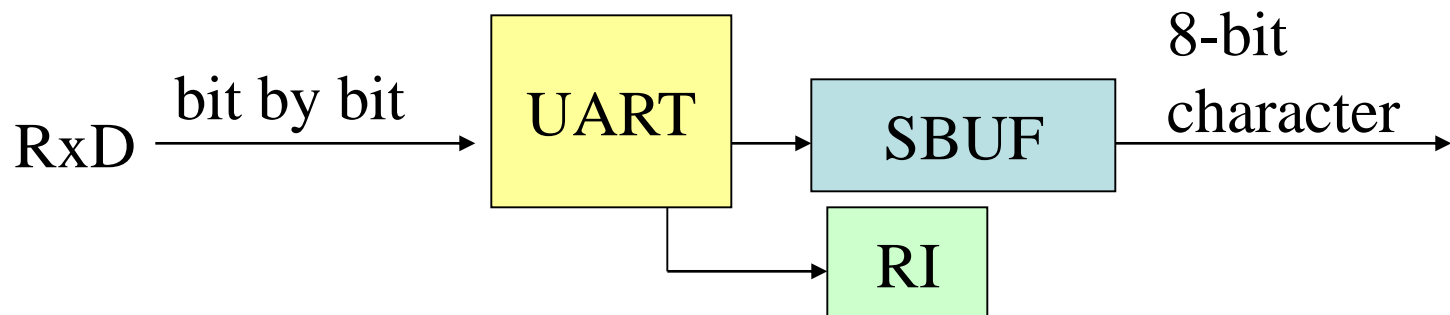 RxD
bit by bit
UART
SBUF
8-bit
character
RI